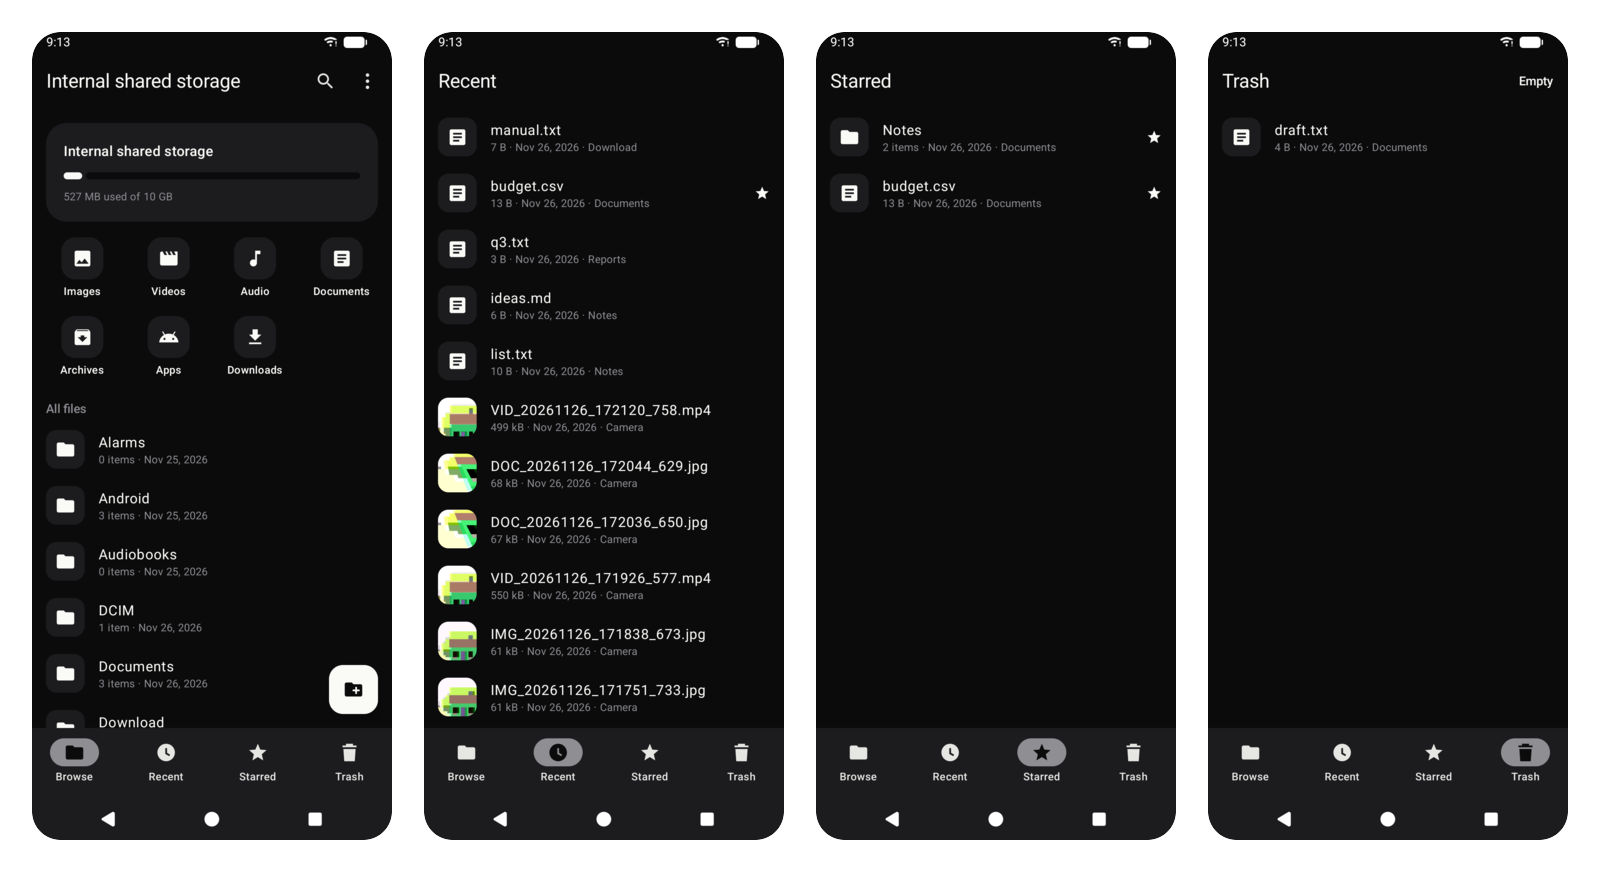 9:13
Internal shared storage
Internal shared storage
527 MB used of 10 GB
Images
Videos
Audio
Documents
Archives
Apps
Downloads
All files
Alarms
0 items · Nov 25, 2026
Android
3 items · Nov 25, 2026
Audiobooks
0 items · Nov 25, 2026
DCIM
1 item · Nov 26, 2026
Documents
3 items · Nov 26, 2026
Download
Browse
Recent
Starred
Trash
9:13
Recent
manual.txt
7 B · Nov 26, 2026 · Download
budget.csv
13 B · Nov 26, 2026 · Documents
q3.txt
3 B · Nov 26, 2026 · Reports
ideas.md
6 B · Nov 26, 2026 · Notes
list.txt
10 B · Nov 26, 2026 · Notes
VID_20261126_172120_758.mp4
499 kB · Nov 26, 2026 · Camera
DOC_20261126_172044_629.jpg
68 kB · Nov 26, 2026 · Camera
DOC_20261126_172036_650.jpg
67 kB · Nov 26, 2026 · Camera
VID_20261126_171926_577.mp4
550 kB · Nov 26, 2026 · Camera
IMG_20261126_171838_673.jpg
61 kB · Nov 26, 2026 · Camera
IMG_20261126_171751_733.jpg
61 kB · Nov 26, 2026 · Camera
Browse
Recent
Starred
Trash
9:13
Starred
Notes
2 items · Nov 26, 2026 · Documents
budget.csv
13 B · Nov 26, 2026 · Documents
Browse
Recent
Starred
Trash
9:13
Trash
Empty
draft.txt
4 B · Nov 26, 2026 · Documents
Browse
Recent
Starred
Trash